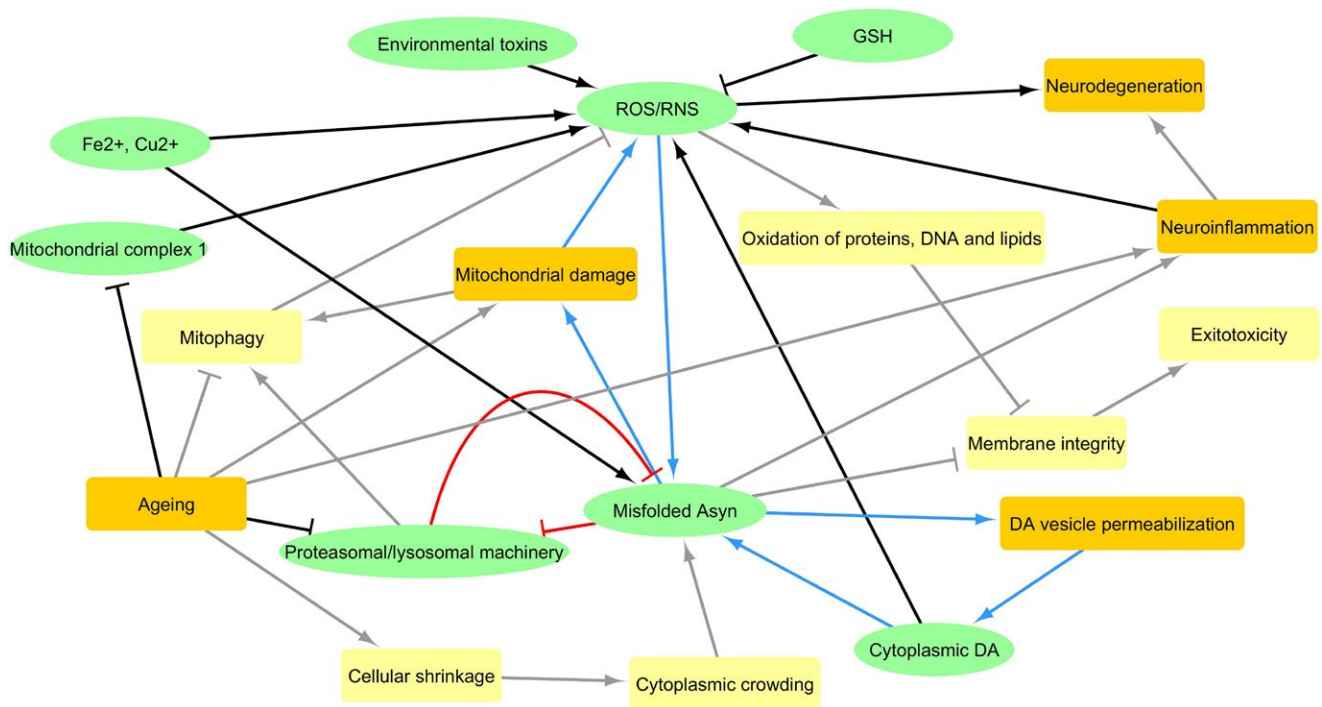 Environmental toxins
GSH
Neurodegeneration
ROS/RNS
Fe2+, Cu2+
Mitochondrial complex 1
Oxidation of proteins, DNA and lipids
Neuroinflammation
Mitochondrial damage
Mitophagy
Exitotoxicity
Membrane integrity
Ageing
Misfolded Asyn
DA vesicle permeabilization
Proteasomal/lysosomal machinery
Cytoplasmic DA
Cellular shrinkage
Cytoplasmic crowding